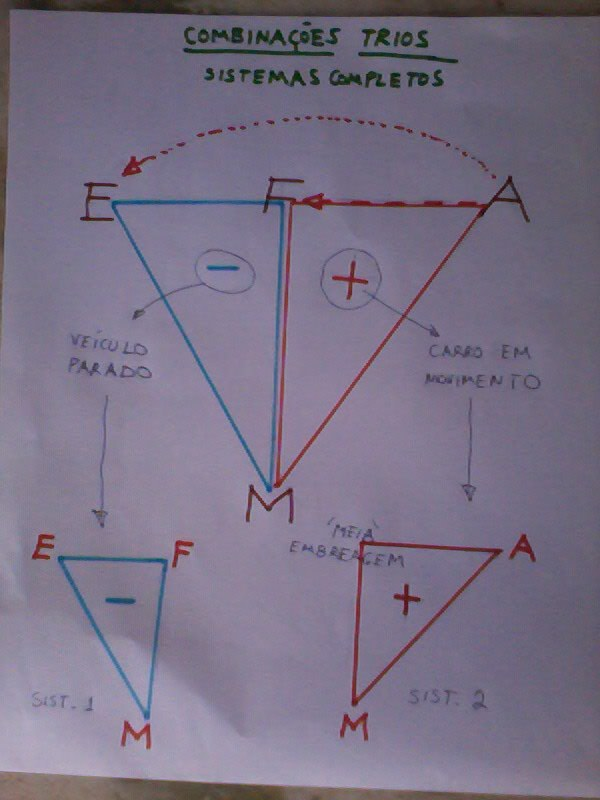 COMBINAÇÕES TRIOS
SISTEMAS COMPLETOS
E F A
- +
VEÍCULO
PARADO
CARRO EM
MOVIMENTO
M
'MEIA'
EMBREAGEM
E F
A
- +
SIST. 1
SIST. 2
M
M